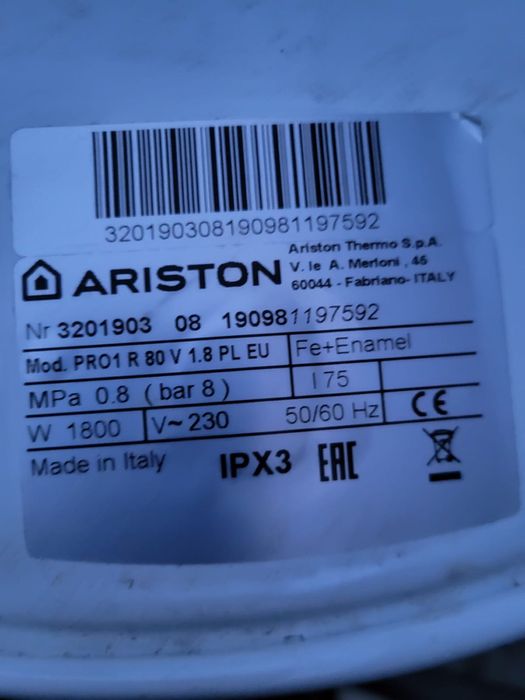 320190308190981197592
ARISTON
Ariston Thermo S.p.A.
V. le A. Merloni , 45
60044 - Fabriano- ITALY
Nr 3201903 08 190981197592
Mod. PRO1 R 80 V 1.8 PL EU Fe+Enamel
MPa 0.8 ( bar 8 ) l 75
W 1800 V~ 230 50/60 Hz CE
Made in Italy IPX3 EAC